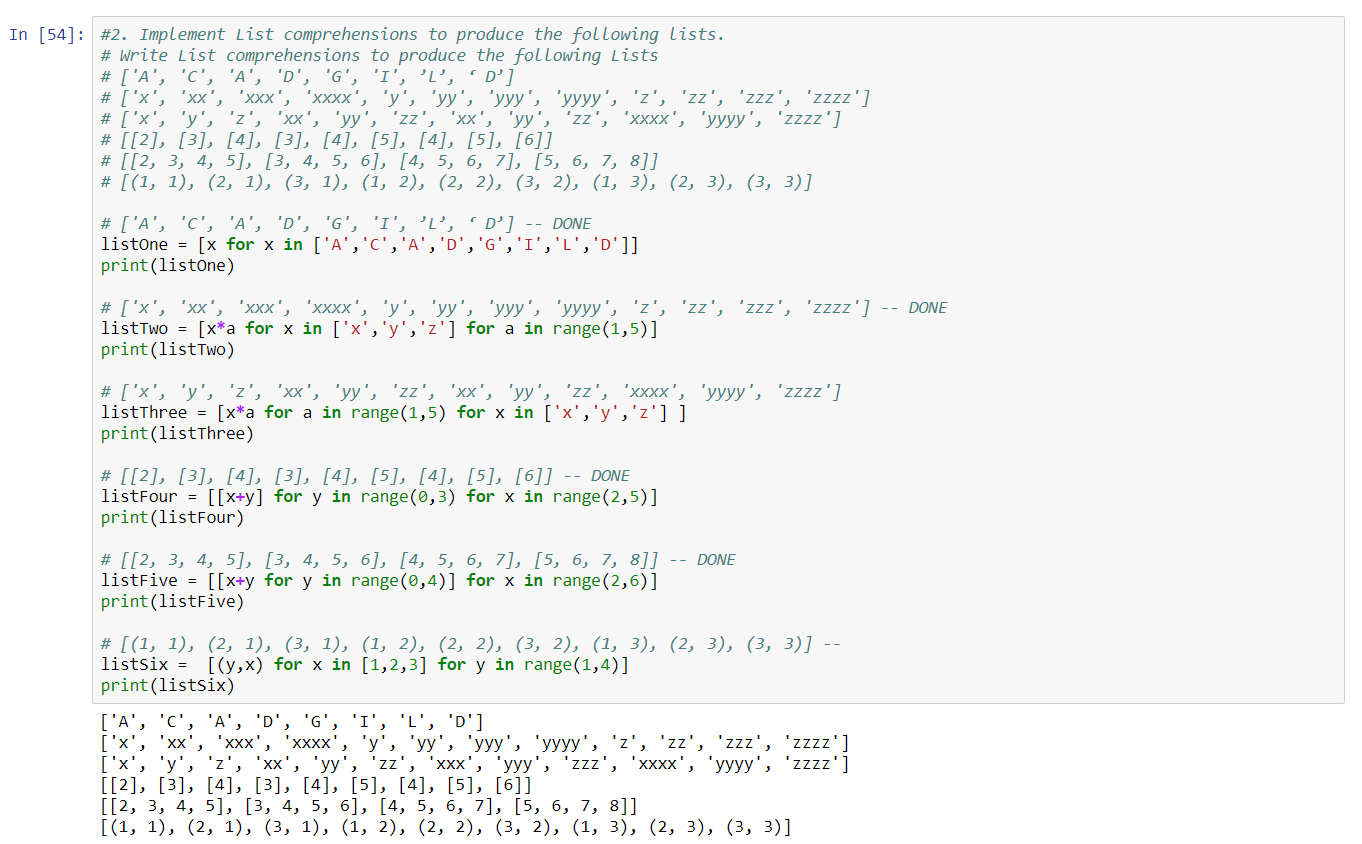 In [54]: #2. Implement List comprehensions to produce the following lists.
# Write List comprehensions to produce the following Lists
# ['A', 'C', 'A', 'D', 'G', 'I', ’L’, ‘ D’]
# ['x', 'xx', 'xxx', 'xxxx', 'y', 'yy', 'yyy', 'yyyy', 'z', 'zz', 'zzz', 'zzzz']
# ['x', 'y', 'z', 'xx', 'yy', 'zz', 'xx', 'yy', 'zz', 'xxxx', 'yyyy', 'zzzz']
# [[2], [3], [4], [3], [4], [5], [4], [5], [6]]
# [[2, 3, 4, 5], [3, 4, 5, 6], [4, 5, 6, 7], [5, 6, 7, 8]]
# [(1, 1), (2, 1), (3, 1), (1, 2), (2, 2), (3, 2), (1, 3), (2, 3), (3, 3)]
# ['A', 'C', 'A', 'D', 'G', 'I', ’L’, ‘ D’] -- DONE
listOne = [x for x in ['A','C','A','D','G','I','L','D']]
print(listOne)
# ['x', 'xx', 'xxx', 'xxxx', 'y', 'yy', 'yyy', 'yyyy', 'z', 'zz', 'zzz', 'zzzz'] -- DONE
listTwo = [x*a for x in ['x','y','z'] for a in range(1,5)]
print(listTwo)
# ['x', 'y', 'z', 'xx', 'yy', 'zz', 'xx', 'yy', 'zz', 'xxxx', 'yyyy', 'zzzz']
listThree = [x*a for a in range(1,5) for x in ['x','y','z'] ]
print(listThree)
# [[2], [3], [4], [3], [4], [5], [4], [5], [6]] -- DONE
listFour = [[x+y] for y in range(0,3) for x in range(2,5)]
print(listFour)
# [[2, 3, 4, 5], [3, 4, 5, 6], [4, 5, 6, 7], [5, 6, 7, 8]] -- DONE
listFive = [[x+y for y in range(0,4)] for x in range(2,6)]
print(listFive)
# [(1, 1), (2, 1), (3, 1), (1, 2), (2, 2), (3, 2), (1, 3), (2, 3), (3, 3)] --
listSix =  [(y,x) for x in [1,2,3] for y in range(1,4)]
print(listSix)
['A', 'C', 'A', 'D', 'G', 'I', 'L', 'D']
['x', 'xx', 'xxx', 'xxxx', 'y', 'yy', 'yyy', 'yyyy', 'z', 'zz', 'zzz', 'zzzz']
['x', 'y', 'z', 'xx', 'yy', 'zz', 'xxx', 'yyy', 'zzz', 'xxxx', 'yyyy', 'zzzz']
[[2], [3], [4], [3], [4], [5], [4], [5], [6]]
[[2, 3, 4, 5], [3, 4, 5, 6], [4, 5, 6, 7], [5, 6, 7, 8]]
[(1, 1), (2, 1), (3, 1), (1, 2), (2, 2), (3, 2), (1, 3), (2, 3), (3, 3)]